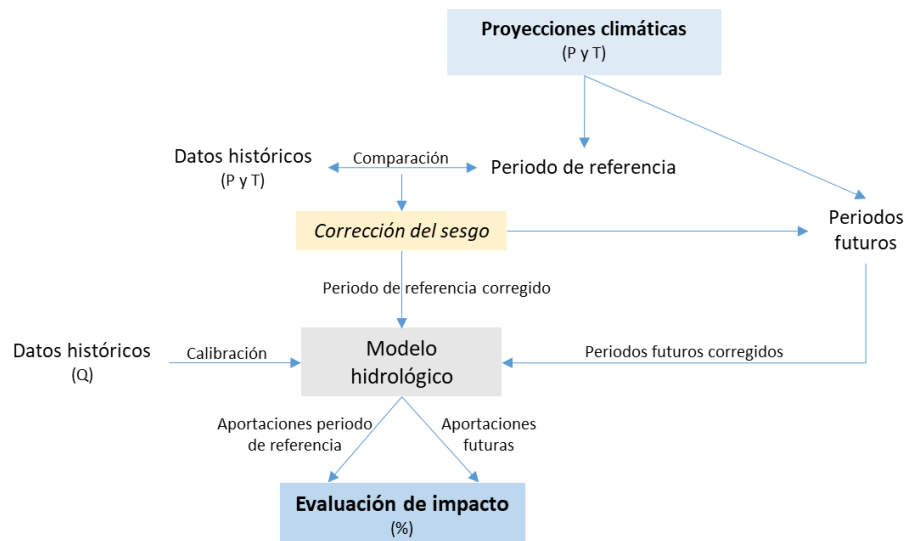 Proyecciones climáticas
(P y T)
Datos históricos
(P y T)
Comparación
Periodo de referencia
Corrección del sesgo
Periodos
futuros
Periodo de referencia corregido
Datos históricos
(Q)
Calibración
Modelo
hidrológico
Periodos futuros corregidos
Aportaciones periodo
de referencia
Aportaciones
futuras
Evaluación de impacto
(%)